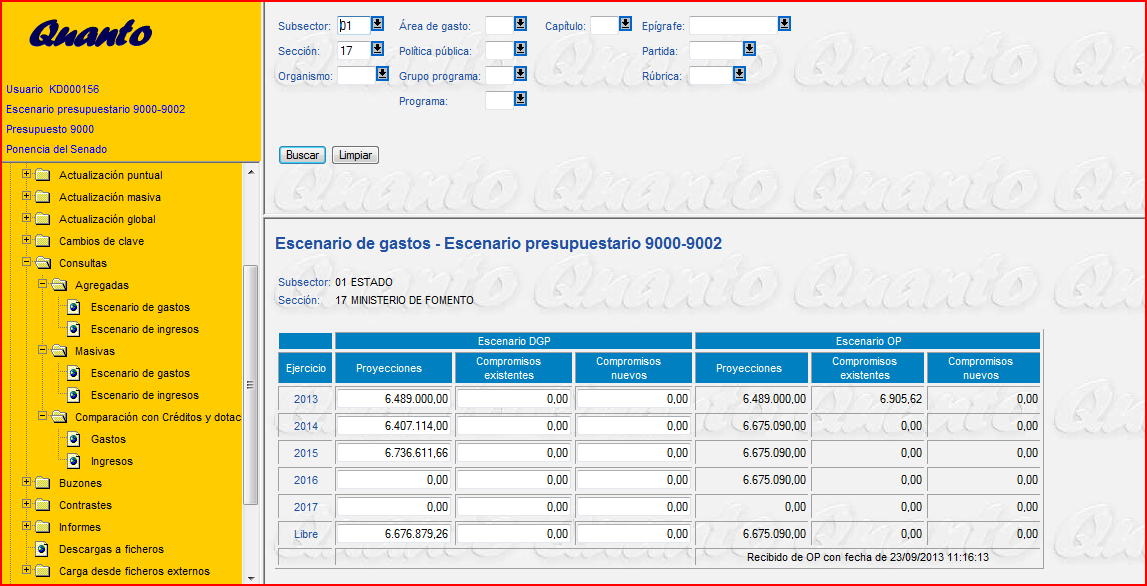 Quanto
Usuario KD000156
Escenario presupuestario 9000-9002
Presupuesto 9000
Ponencia del Senado
Actualización puntual
Actualización masiva
Actualización global
Cambios de clave
Consultas
Agregadas
Escenario de gastos
Escenario de ingresos
Masivas
Escenario de gastos
Escenario de ingresos
Comparación con Créditos y dotac
Gastos
Ingresos
Buzones
Contrastes
Informes
Descargas a ficheros
Carga desde ficheros externos
Subsector: 01 Área de gasto: Capítulo: Epígrafe:
Sección: 17 Política pública: Partida:
Organismo: Grupo programa: Rúbrica:
Programa:
Buscar Limpiar
Escenario de gastos - Escenario presupuestario 9000-9002
Subsector: 01 ESTADO
Sección: 17 MINISTERIO DE FOMENTO
Escenario DGP Escenario OP
Ejercicio Proyecciones Compromisos existentes Compromisos nuevos Proyecciones Compromisos existentes Compromisos nuevos
2013 6.489.000,00 0,00 0,00 6.489.000,00 6.905,62 0,00
2014 6.407.114,00 0,00 0,00 6.675.090,00 0,00 0,00
2015 6.736.611,66 0,00 0,00 6.675.090,00 0,00 0,00
2016 0,00 0,00 0,00 6.675.090,00 0,00 0,00
2017 0,00 0,00 0,00 0,00 0,00 0,00
Libre 6.676.879,26 0,00 0,00 6.675.090,00 0,00 0,00
Recibido de OP con fecha de 23/09/2013 11:16:13